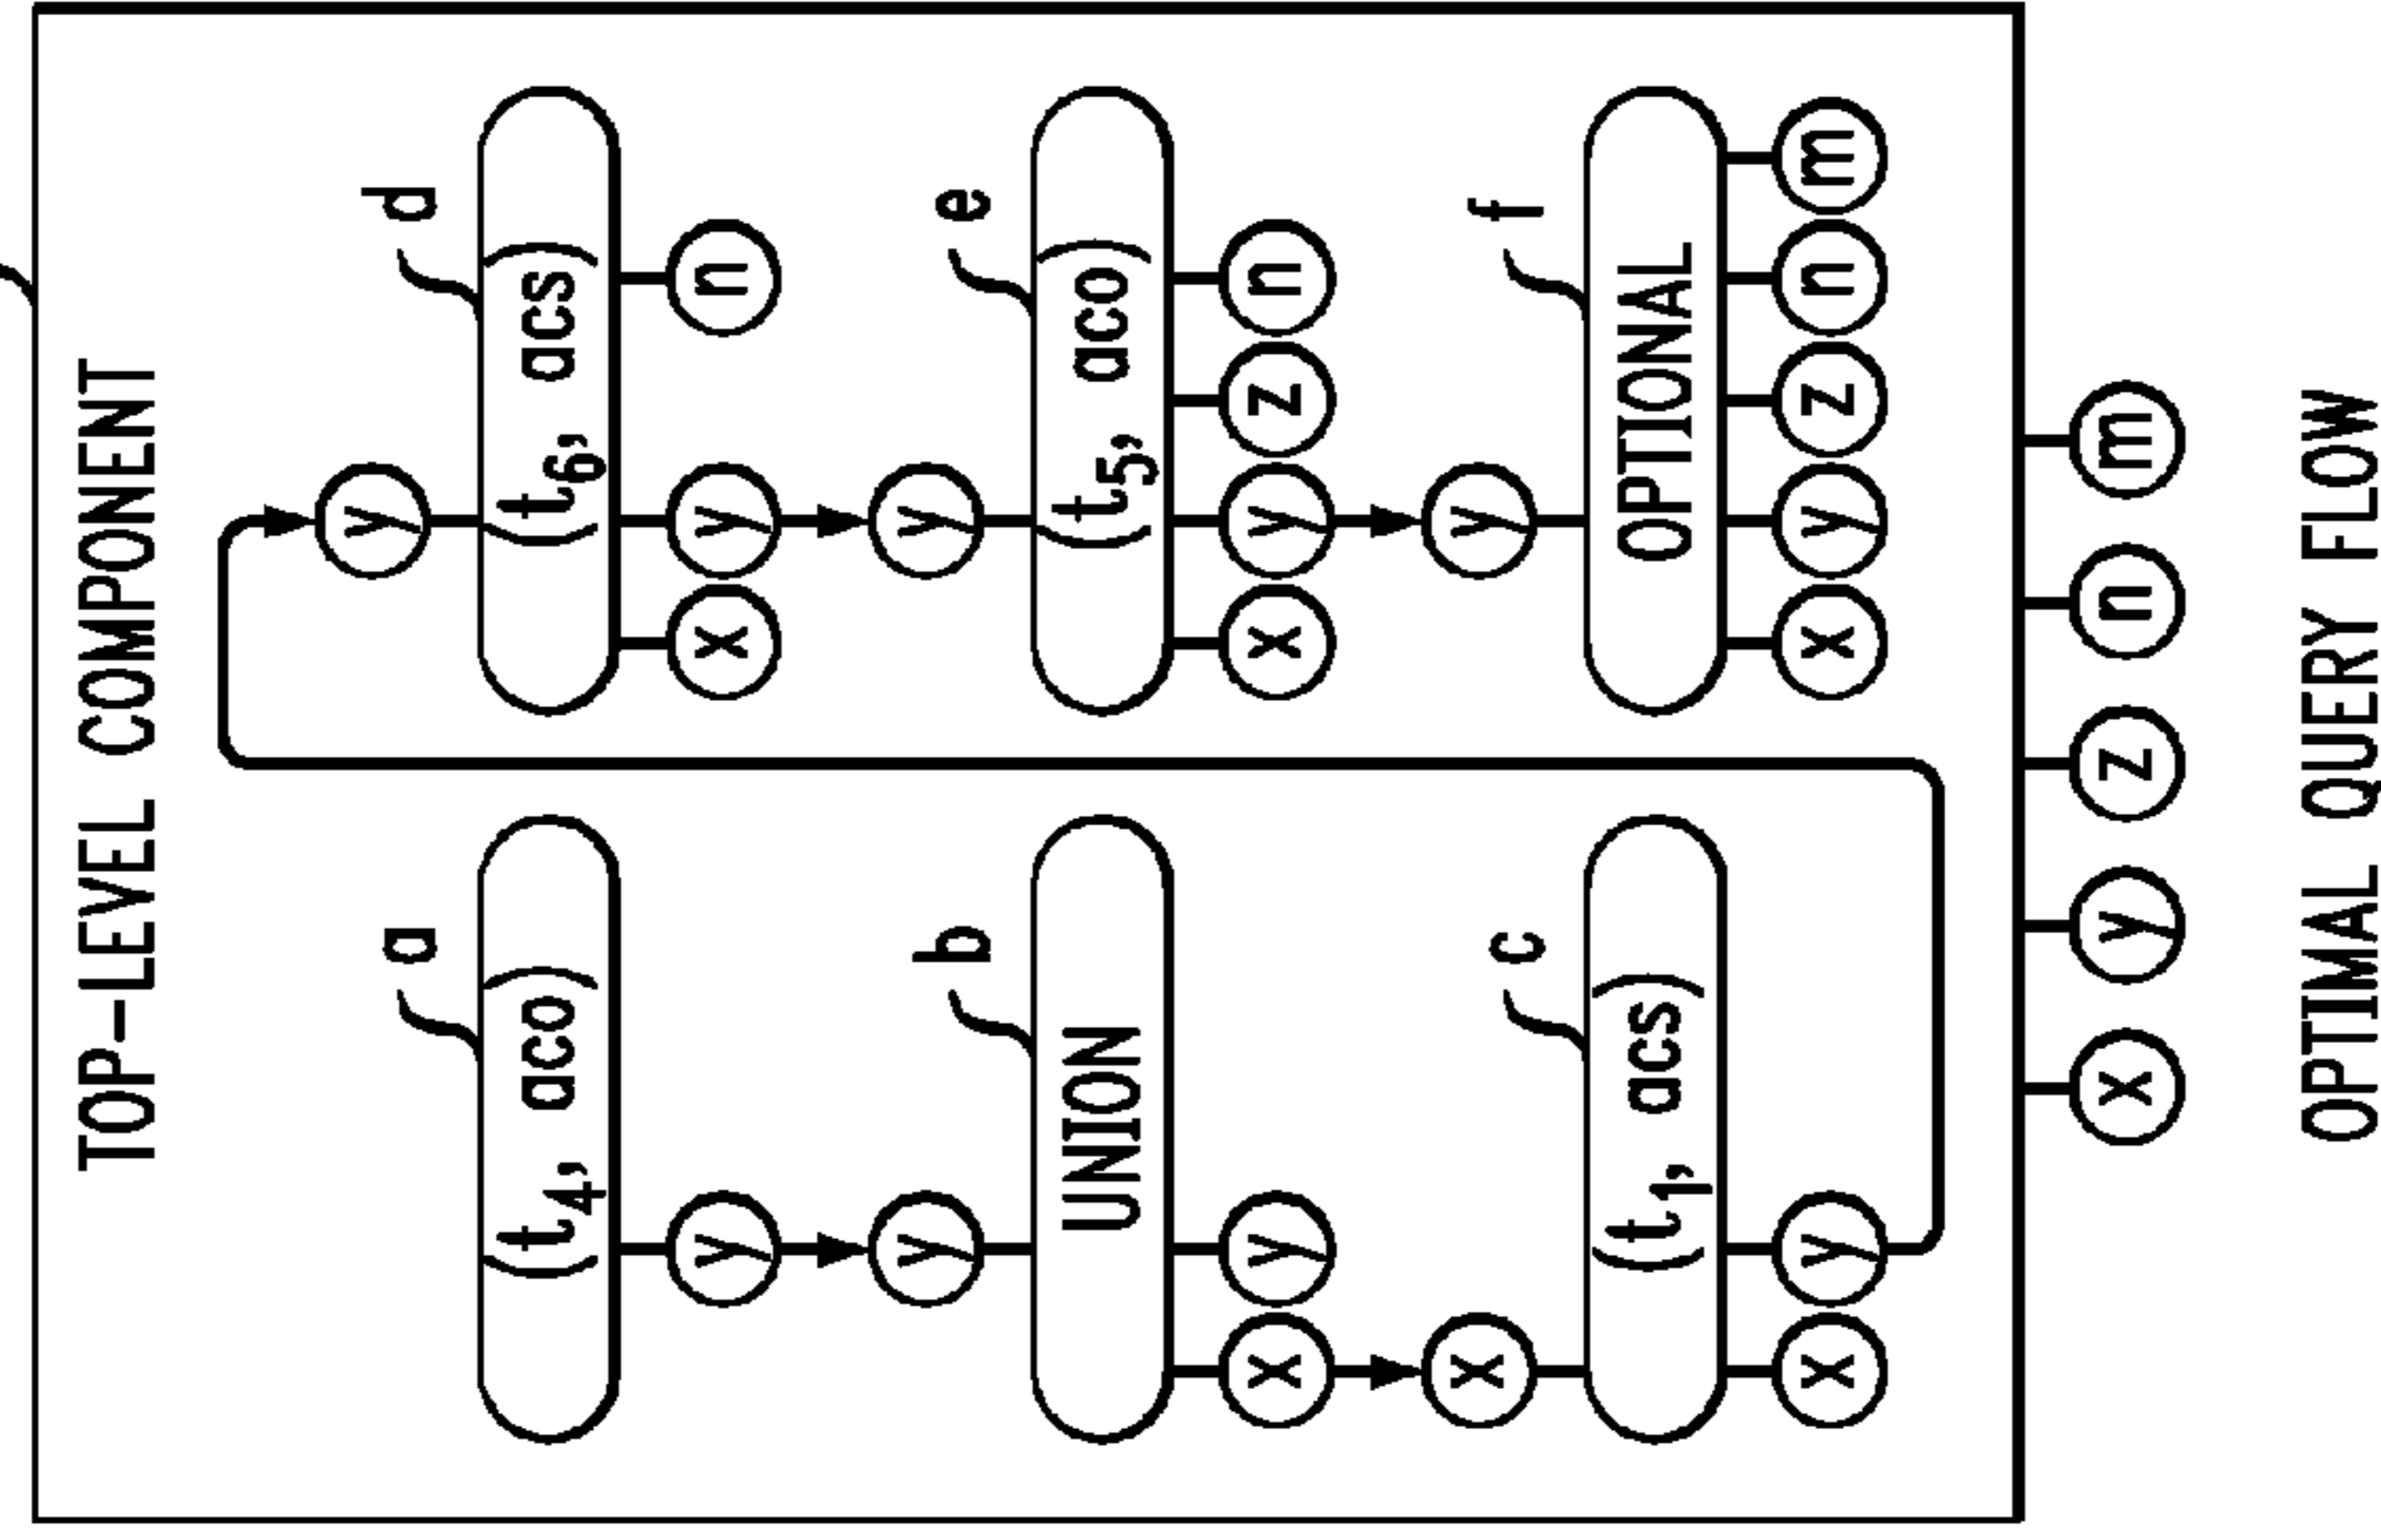 TOP-LEVEL COMPONENT
a
(t4, aco)
y
y
b
UNION
x y
x
c
(t1, acs)
x y
y
d
(t6, acs)
x y n
y
e
(t5, aco)
x y z n
y
f
OPTIONAL
x y z n m
x y z n m
OPTIMAL QUERY FLOW